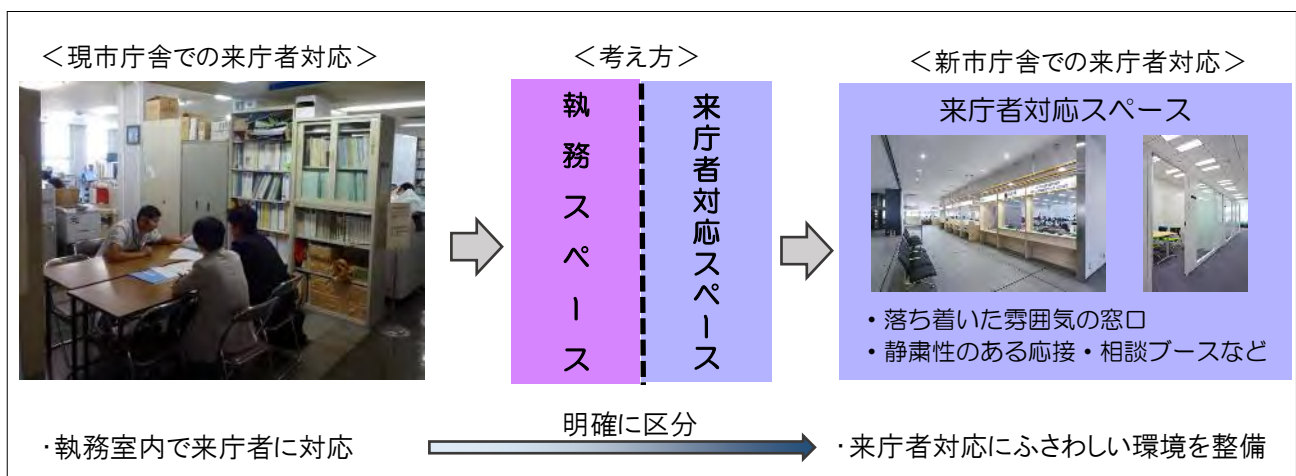 ＜現市庁舎での来庁者対応＞
＜考え方＞
執務スペース
来庁者対応スペース
＜新市庁舎での来庁者対応＞
来庁者対応スペース
・落ち着いた雰囲気の窓口
・静粛性のある応接・相談ブースなど
・執務室内で来庁者に対応
明確に区分
・来庁者対応にふさわしい環境を整備